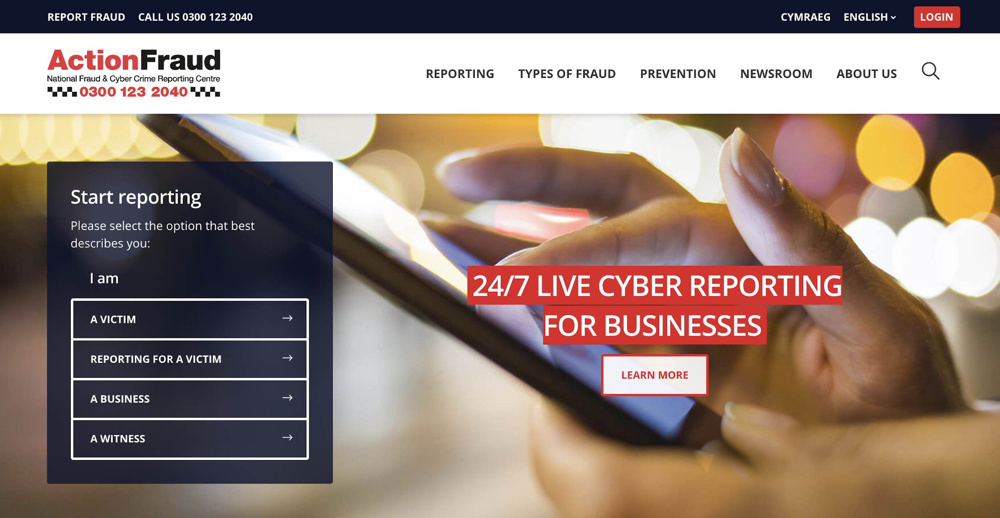 REPORT FRAUD CALL US 0300 123 2040 CYMRAEG ENGLISH LOGIN
ActionFraud
National Fraud & Cyber Crime Reporting Centre
0300 123 2040
REPORTING TYPES OF FRAUD PREVENTION NEWSROOM ABOUT US
Start reporting
Please select the option that best
describes you:
I am
A VICTIM
REPORTING FOR A VICTIM
A BUSINESS
A WITNESS
24/7 LIVE CYBER REPORTING
FOR BUSINESSES
LEARN MORE